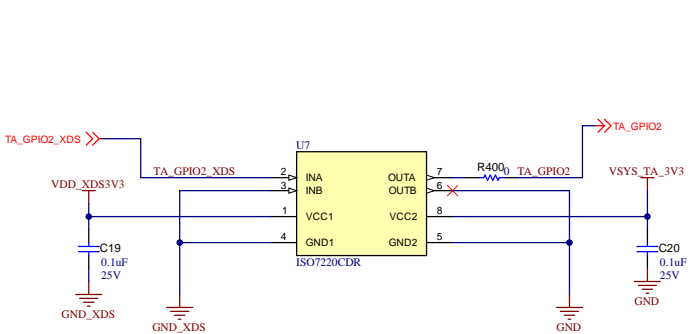 TA_GPIO2_XDS
TA_GPIO2
U7
TA_GPIO2_XDS
2
INA
OUTA
7
R400
0
TA_GPIO2
3
INB
OUTB
6
VDD_XDS3V3
VSYS_TA_3V3
1
VCC1
VCC2
8
4
GND1
GND2
5
ISO7220CDR
C19
0.1uF
25V
C20
0.1uF
25V
GND_XDS
GND_XDS
GND
GND